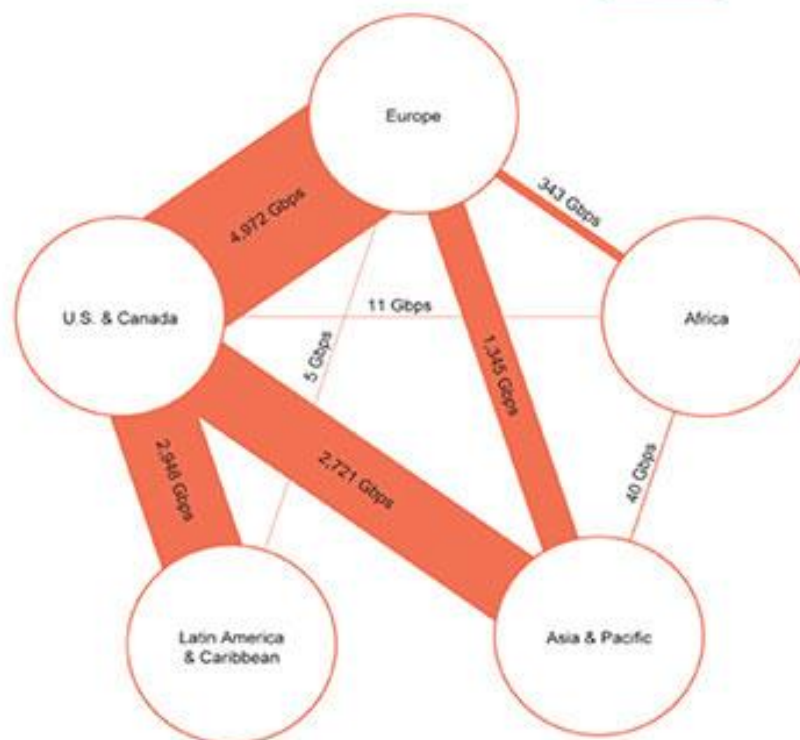 Europe
4,972 Gbps
343 Gbps
U.S. & Canada
11 Gbps
Africa
5 Gbps
1,345 Gbps
2,946 Gbps
2,721 Gbps
40 Gbps
Latin America
& Caribbean
Asia & Pacific